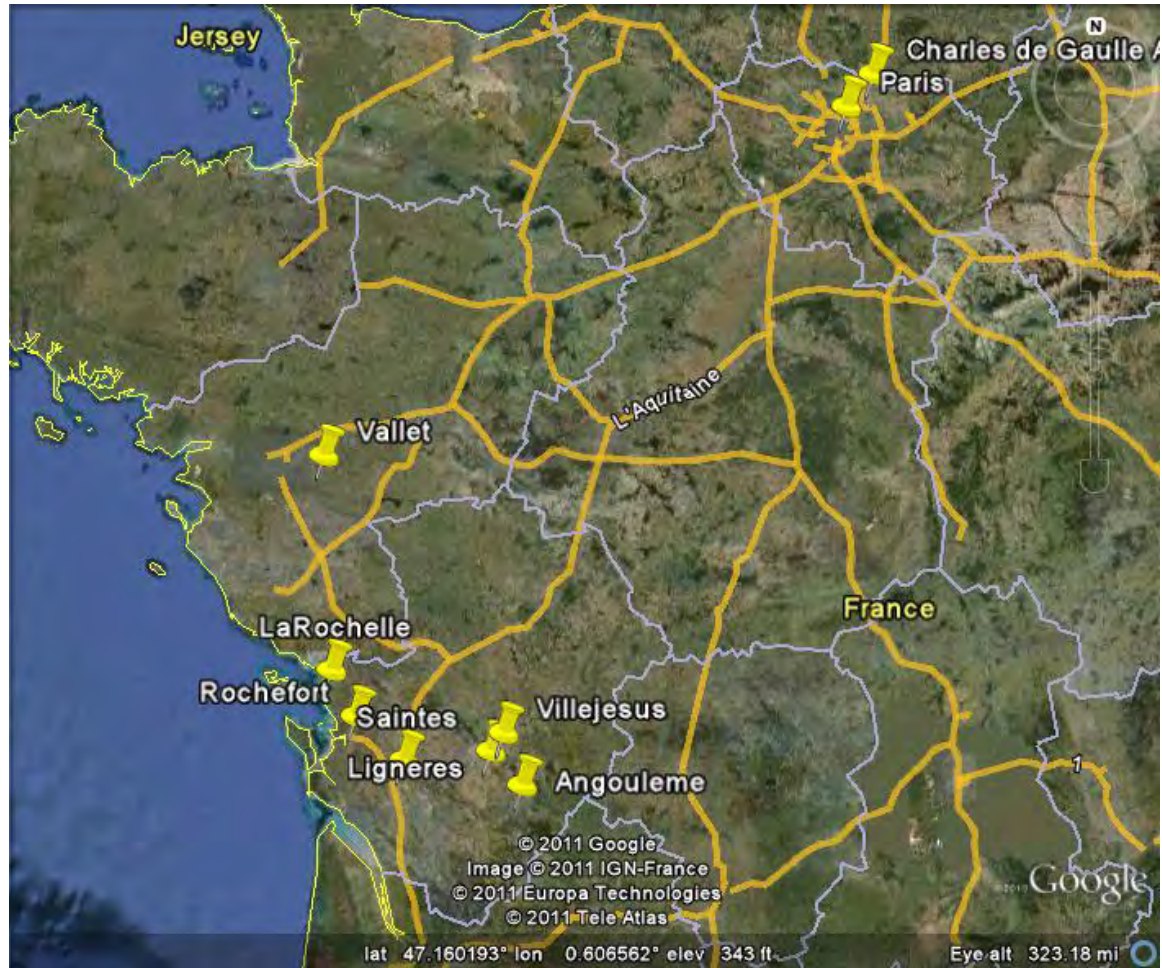 Jersey
N
Charles de Gaulle A
Paris
L'Aquitaine
Vallet
France
LaRochelle
Rochefort
Saintes
Villejesus
Ligneres
Angouleme
1
© 2011 Google
Image © 2011 IGN-France
© 2011 Europa Technologies
© 2011 Tele Atlas
Google
lat 47.160193° lon 0.606562° elev 343 ft
Eye alt 323.18 mi